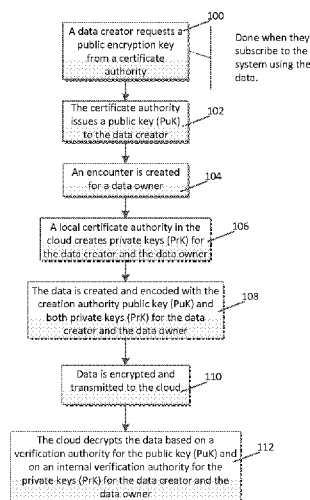 100
A data creator requests a
public encryption key
from a certificate
authority
Done when they
subscribe to the
system using the
data.
The certificate authority
issues a public key (PuK)
to the data creator
102
An encounter is created
for a data owner
104
A local certificate authority in the
cloud creates private keys (PrK) for
the data creator and the data owner
106
The data is created and encoded with the
creation authority public key (PuK) and
both private keys (PrK) for the data
creator and the data owner
108
Data is encrypted and
transmitted to the cloud
110
The cloud decrypts the data based on a
verification authority for the public key (PuK) and
on an internal verification authority for the
private keys (PrK) for the data creator and
the data owner
112